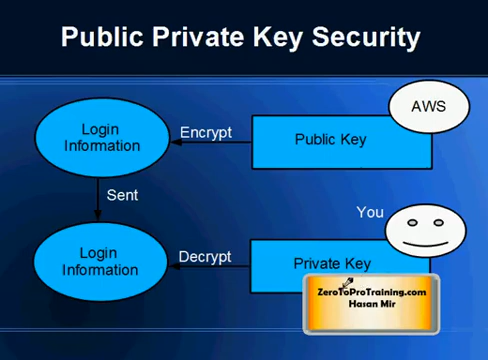 Public Private Key Security
AWS
Login
Information
Encrypt
Public Key
Sent
You
Login
Information
Decrypt
Private Key
ZeroToProTraining.com
Hasan Mir